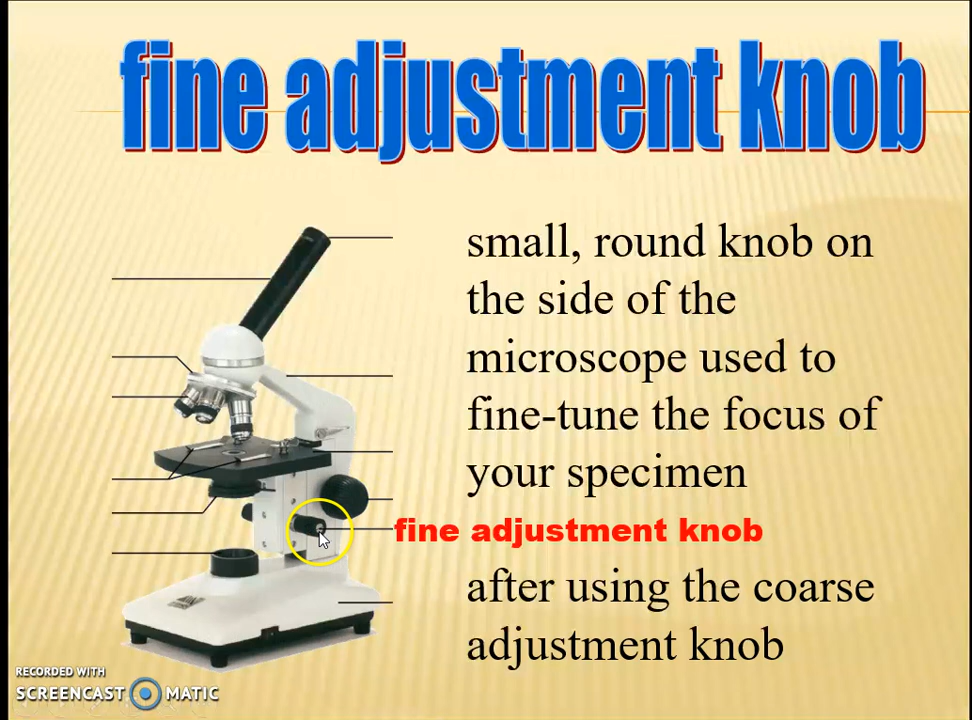 fine adjustment knob
small, round knob on
the side of the
microscope used to
fine-tune the focus of
your specimen
fine adjustment knob
after using the coarse
adjustment knob
RECORDED WITH
SCREENCAST MATIC